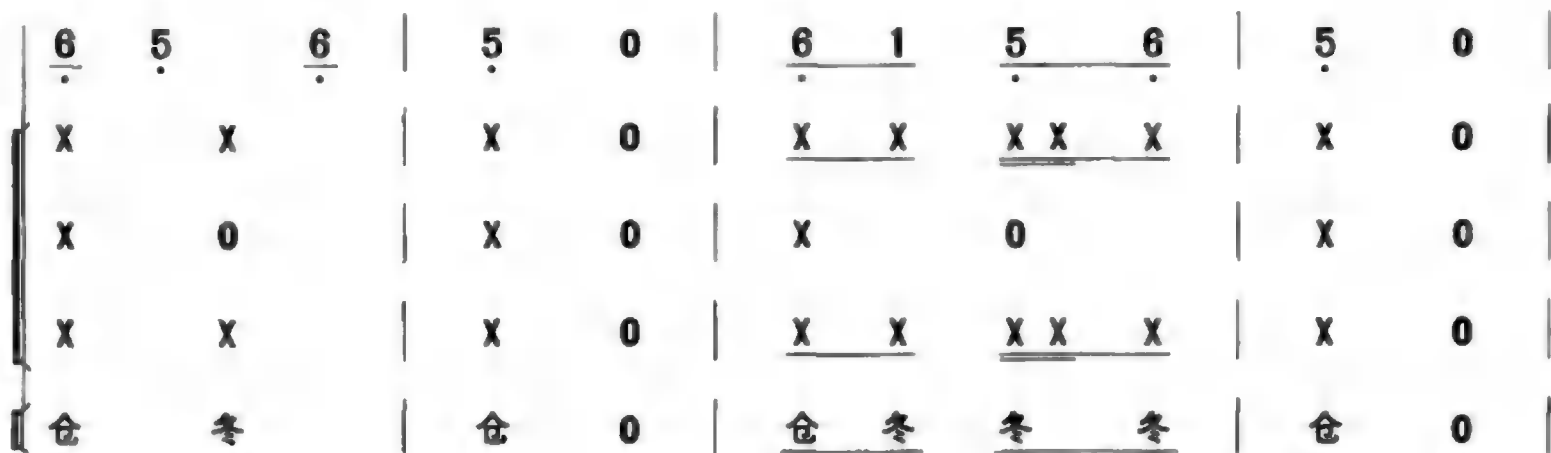 6 5 6 | 5 0 | 6 1 5 6 | 5 0 |
X X | X 0 | X X X X X | X 0 |
X 0 | X 0 | X 0 | X 0 |
X X | X 0 | X X X X X | X 0 |
仓 冬 | 仓 0 | 仓 冬 冬 冬 | 仓 0 |